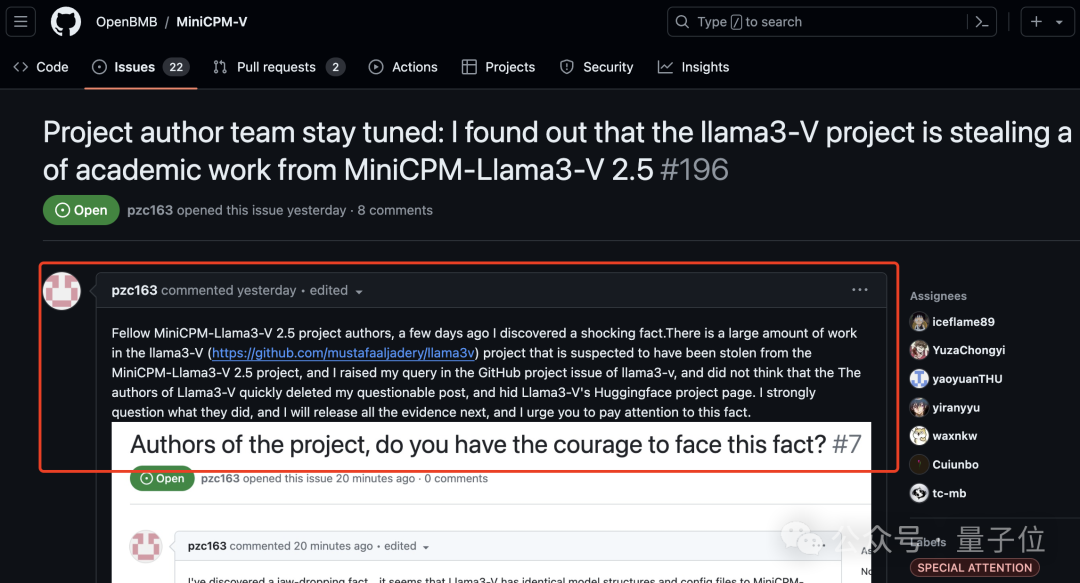 OpenBMB / MiniCPM-V
Type / to search
Code
Issues 22
Pull requests 2
Actions
Projects
Security
Insights
Project author team stay tuned: I found out that the llama3-V project is stealing a
of academic work from MiniCPM-Llama3-V 2.5 #196
Open
pzc163 opened this issue yesterday · 8 comments
pzc163 commented yesterday • edited
Fellow MiniCPM-Llama3-V 2.5 project authors, a few days ago I discovered a shocking fact.There is a large amount of work
in the llama3-V (https://github.com/mustafaaljadery/llama3v) project that is suspected to have been stolen from the
MiniCPM-Llama3-V 2.5 project, and I raised my query in the GitHub project issue of llama3-v, and did not think that the The
authors of Llama3-V quickly deleted my questionable post, and hid Llama3-V's Huggingface project page. I strongly
question what they did, and I will release all the evidence next, and I urge you to pay attention to this fact.
Authors of the project, do you have the courage to face this fact? #7
Open
pzc163 opened this issue 20 minutes ago · 0 comments
pzc163 commented 20 minutes ago • edited
I've discovered a jaw-dropping fact, it seems that Llama3-V has identical model structures and config files to MiniCPM-
Assignees
iceflame89
YuzaChongyi
yaoyuanTHU
yiranyyu
waxnkw
Cuiunbo
tc-mb
Labels
SPECIAL ATTENTION
公众号 · 量子位